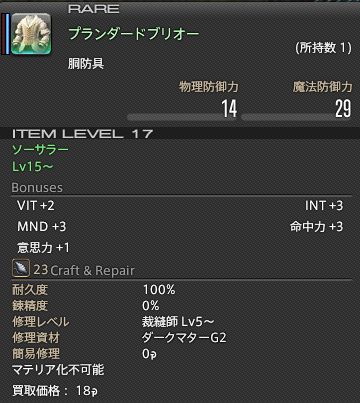 RARE
プランダードブリオー
(所持数 1)
胴防具
物理防御力 魔法防御力
14 29
ITEM LEVEL 17
ソーサラー
Lv15～
Bonuses
VIT +2 INT +3
MND +3 命中力 +3
意思力 +1
23 Craft & Repair
耐久度 100%
錬精度 0%
修理レベル 裁縫師 Lv5～
修理資材 ダークマターG2
簡易修理 0
マテリア化不可能
買取価格： 18